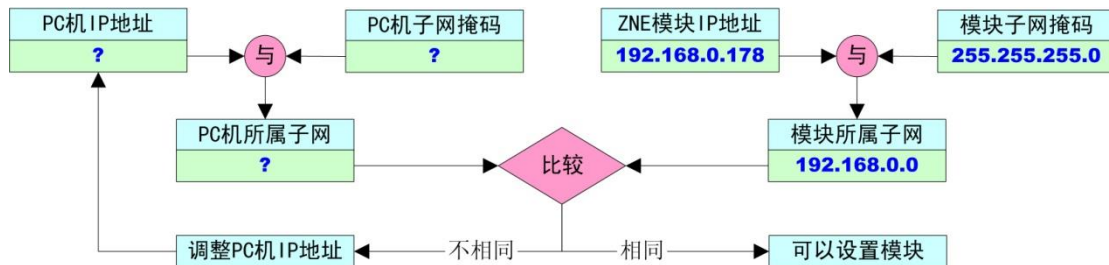 PC机IP地址
?
与
PC机子网掩码
?
ZNE模块IP地址
192.168.0.178
与
模块子网掩码
255.255.255.0
PC机所属子网
?
比较
模块所属子网
192.168.0.0
调整PC机IP地址
不相同
相同
可以设置模块